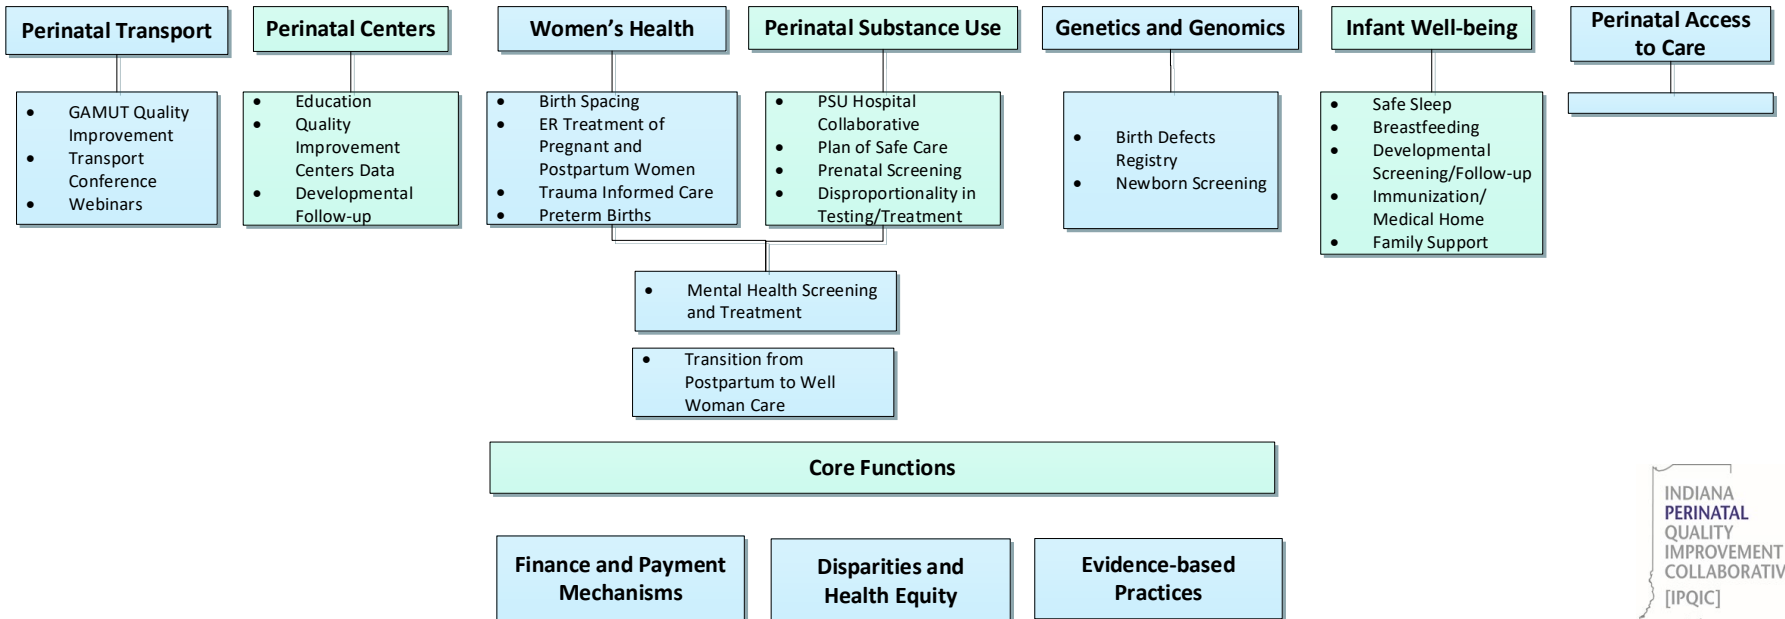 Perinatal Transport
Perinatal Centers
Women’s Health
Perinatal Substance Use
Genetics and Genomics
Infant Well-being
Perinatal Access
to Care
• GAMUT Quality
Improvement
• Transport
Conference
• Webinars
• Education
• Quality
Improvement
Centers Data
• Developmental
Follow-up
• Birth Spacing
• ER Treatment of
Pregnant and
Postpartum Women
• Trauma Informed Care
• Preterm Births
• PSU Hospital
Collaborative
• Plan of Safe Care
• Prenatal Screening
• Disproportionality in
Testing/Treatment
• Birth Defects
Registry
• Newborn Screening
• Safe Sleep
• Breastfeeding
• Developmental
Screening/Follow-up
• Immunization/
Medical Home
• Family Support
• Mental Health Screening
and Treatment
• Transition from
Postpartum to Well
Woman Care
Core Functions
Finance and Payment
Mechanisms
Disparities and
Health Equity
Evidence-based
Practices
INDIANA
PERINATAL
QUALITY
IMPROVEMENT
COLLABORATIV
[IPQIC]